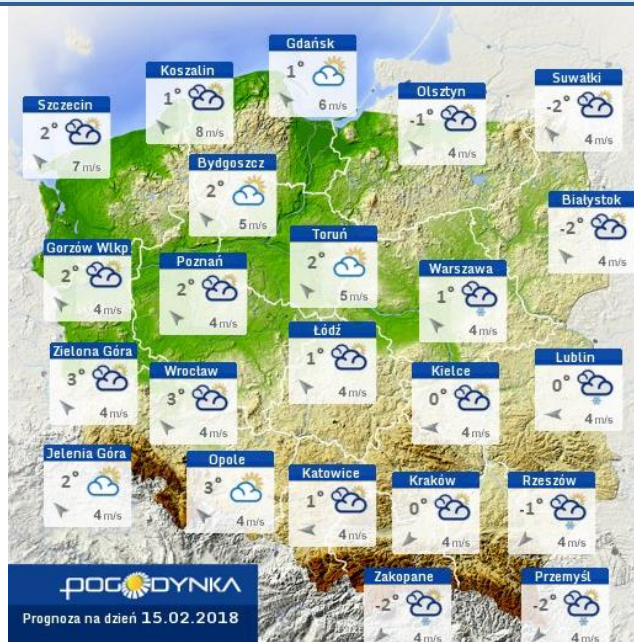 Gdańsk
1°
6 m/s
Koszalin
1°
8 m/s
Suwałki
-2°
4 m/s
Olsztyn
-1°
4 m/s
Szczecin
2°
7 m/s
Bydgoszcz
2°
5 m/s
Białystok
-2°
4 m/s
Toruń
2°
5 m/s
Gorzów Wlkp
2°
4 m/s
Poznań
2°
4 m/s
Warszawa
1°
4 m/s
Łódź
1°
4 m/s
Zielona Góra
3°
4 m/s
Lublin
0°
4 m/s
Wrocław
3°
4 m/s
Kielce
0°
4 m/s
Jelenia Góra
2°
4 m/s
Opole
3°
4 m/s
Katowice
1°
4 m/s
Kraków
0°
4 m/s
Rzeszów
-1°
4 m/s
Zakopane
-2°
4 m/s
Przemyśl
-2°
4 m/s
POGODYNKA
Prognoza na dzień 15.02.2018